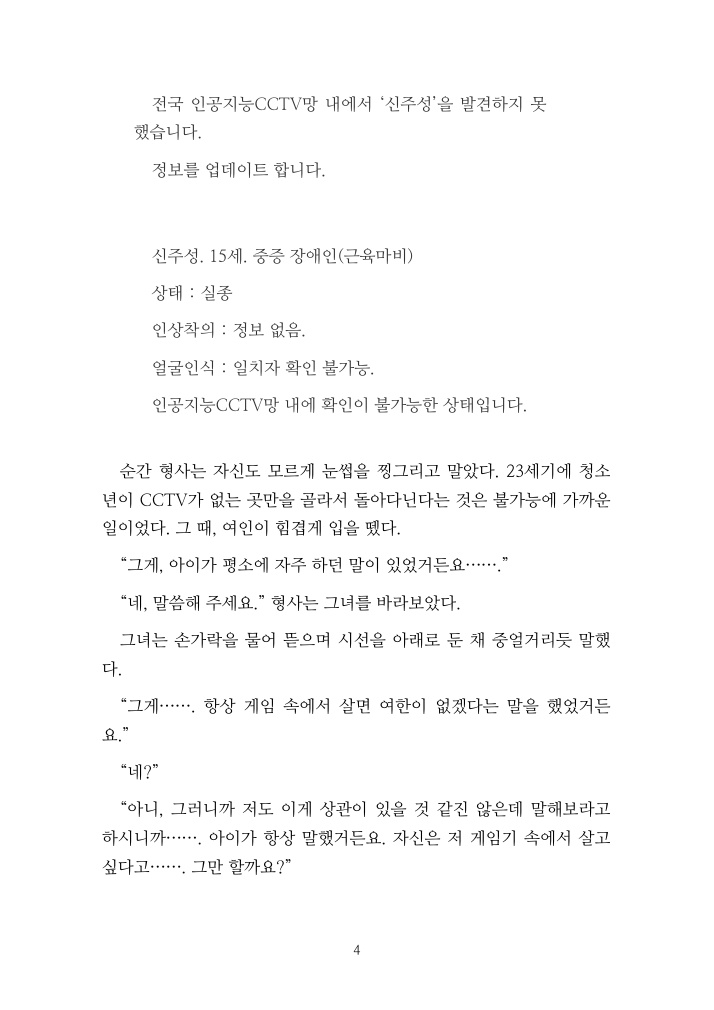 전국 인공지능CCTV망 내에서 ‘신주성’을 발견하지 못
했습니다.
정보를 업데이트 합니다.
신주성. 15세. 중증 장애인(근육마비)
상태 : 실종
인상착의 : 정보 없음.
얼굴인식 : 일치자 확인 불가능.
인공지능CCTV망 내에 확인이 불가능한 상태입니다.
순간 형사는 자신도 모르게 눈썹을 찡그리고 말았다. 23세기에 청소
년이 CCTV가 없는 곳만을 골라서 돌아다닌다는 것은 불가능에 가까운
일이었다. 그 때, 여인이 힘겹게 입을 뗐다.
“그게, 아이가 평소에 자주 하던 말이 있었거든요…….”
“네, 말씀해 주세요.” 형사는 그녀를 바라보았다.
그녀는 손가락을 물어 뜯으며 시선을 아래로 둔 채 중얼거리듯 말했
다.
“그게……. 항상 게임 속에서 살면 여한이 없겠다는 말을 했었거든
요.”
“네?”
“아니, 그러니까 저도 이게 상관이 있을 것 같진 않은데 말해보라고
하시니까……. 아이가 항상 말했거든요. 자신은 저 게임기 속에서 살고
싶다고……. 그만 할까요?”
4